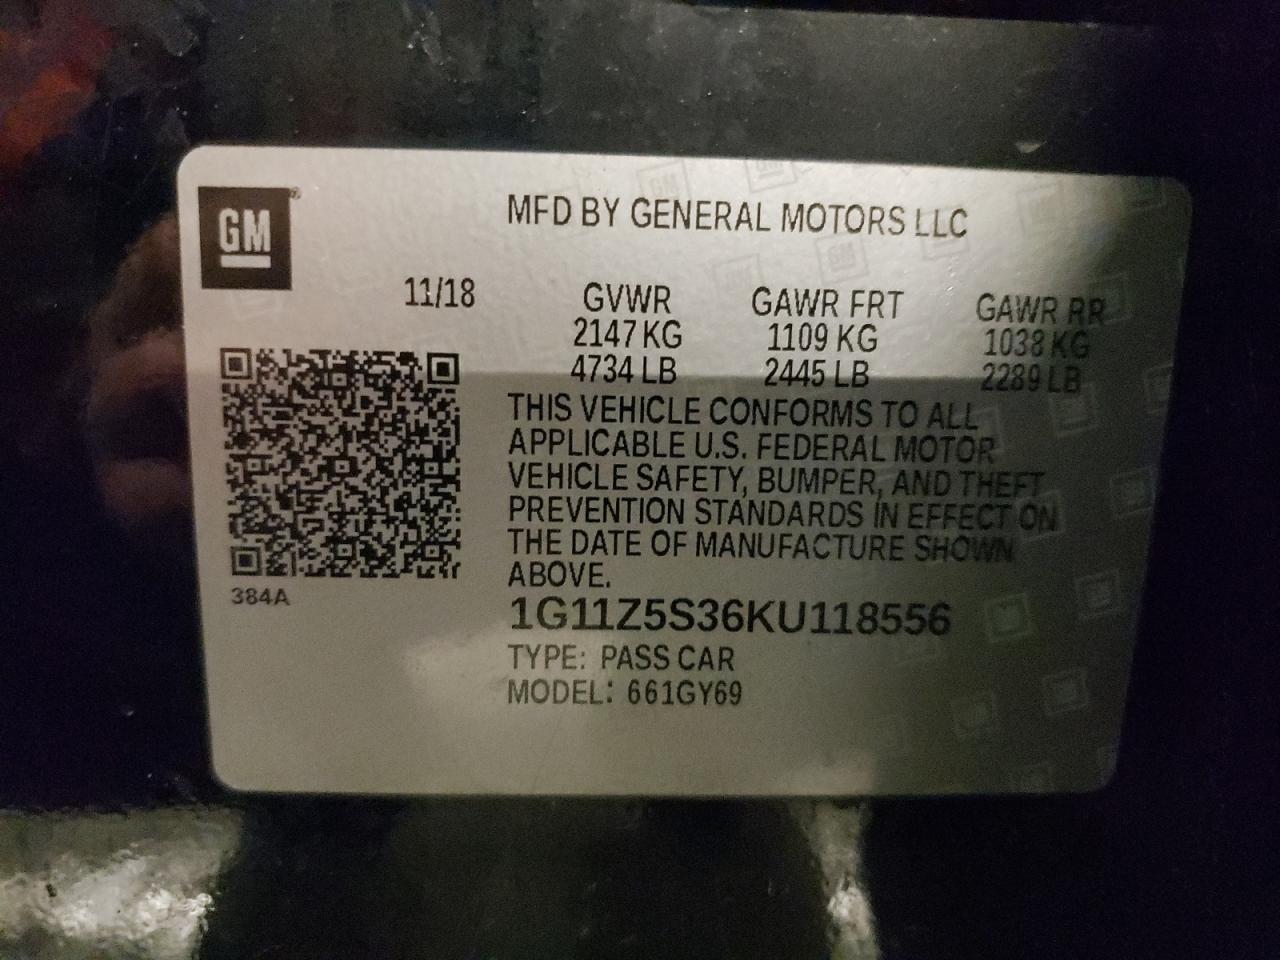 GM
MFD BY GENERAL MOTORS LLC
11/18 GVWR GAWR FRT GAWR RR
2147 KG 1109 KG 1038 KG
4734 LB 2445 LB 2289 LB
THIS VEHICLE CONFORMS TO ALL
APPLICABLE U.S. FEDERAL MOTOR
VEHICLE SAFETY, BUMPER, AND THEFT
PREVENTION STANDARDS IN EFFECT ON
THE DATE OF MANUFACTURE SHOWN
ABOVE.
384A
1G11Z5S36KU118556
TYPE: PASS CAR
MODEL: 661GY69